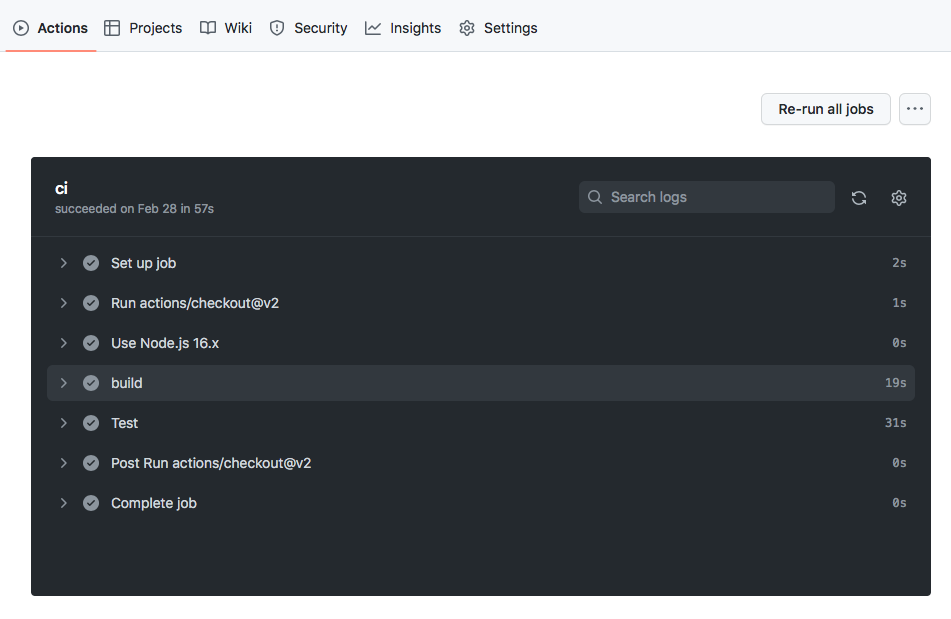 Actions Projects Wiki Security Insights Settings
Re-run all jobs ...
ci
succeeded on Feb 28 in 57s
Search logs
Set up job 2s
Run actions/checkout@v2 1s
Use Node.js 16.x 0s
build 19s
Test 31s
Post Run actions/checkout@v2 0s
Complete job 0s